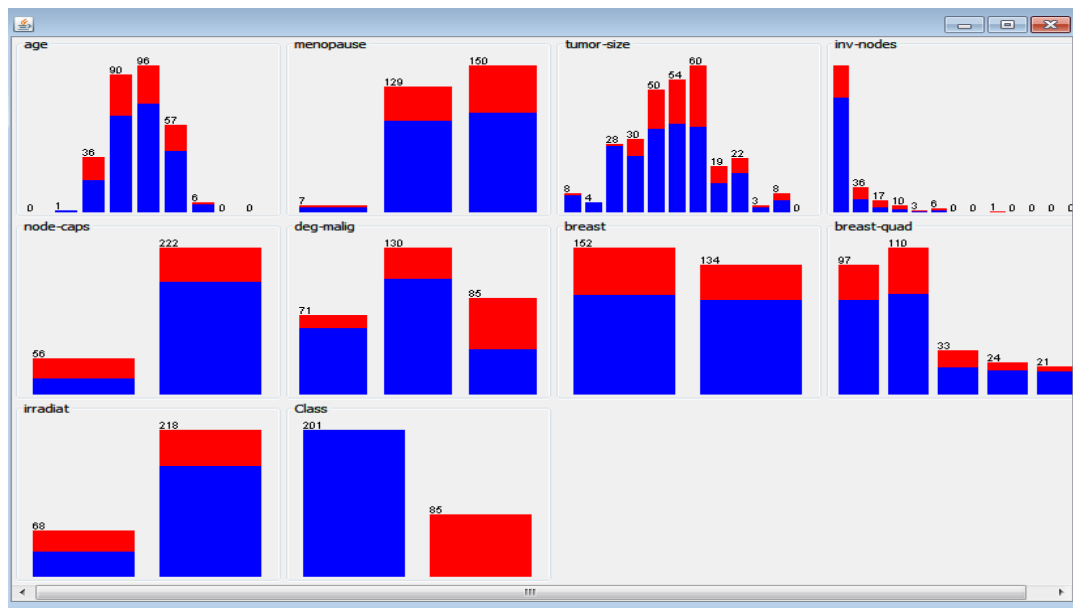 age menopause tumor-size inv-nodes
0 1 36 90 96 57 6 0 0
7 129 150
8 4 28 30 50 54 60 19 22 3 8 0
36 17 10 3 6 0 0 1 0 0 0 0
node-caps deg-malig breast breast-quad
56 222
71 130 85
152 134
97 110 33 24 21
irradiat Class
68 218
201 85